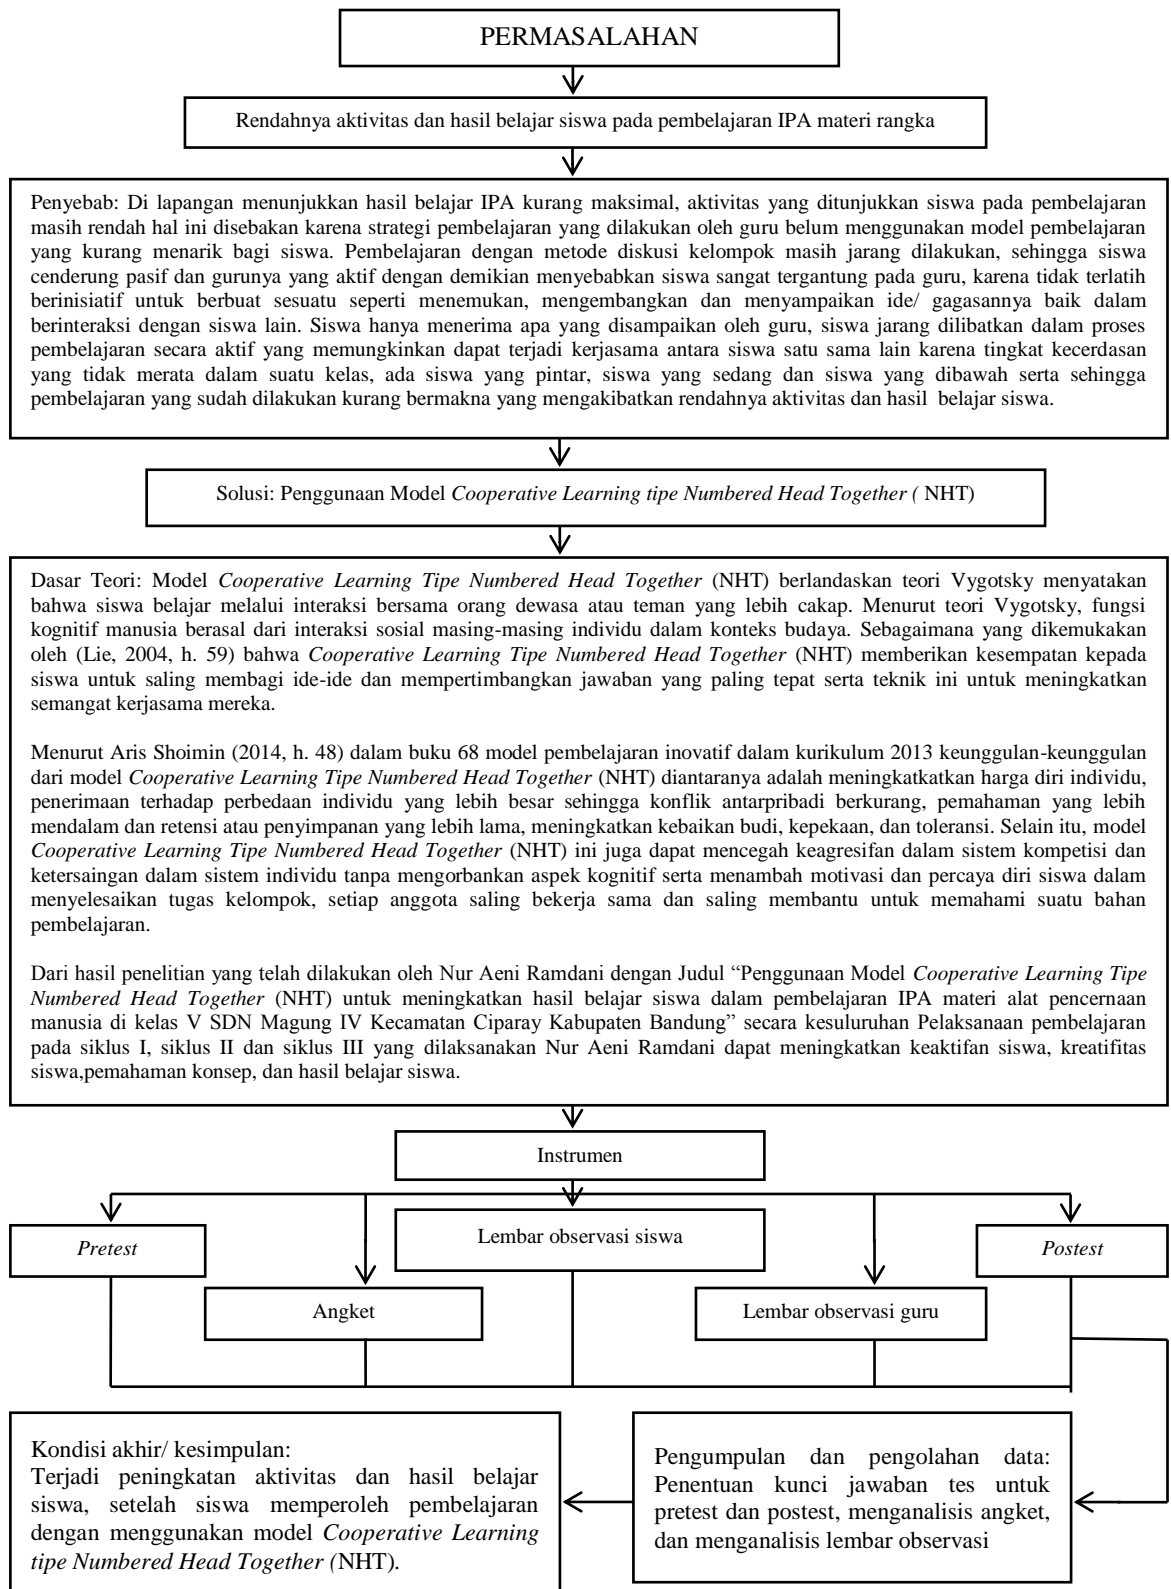 PERMASALAHAN
Rendahnya aktivitas dan hasil belajar siswa pada pembelajaran IPA materi rangka
Penyebab: Di lapangan menunjukkan hasil belajar IPA kurang maksimal, aktivitas yang ditunjukkan siswa pada pembelajaran
masih rendah hal ini disebakan karena strategi pembelajaran yang dilakukan oleh guru belum menggunakan model pembelajaran
yang kurang menarik bagi siswa. Pembelajaran dengan metode diskusi kelompok masih jarang dilakukan, sehingga siswa
cenderung pasif dan gurunya yang aktif dengan demikian menyebabkan siswa sangat tergantung pada guru, karena tidak terlatih
berinisiatif untuk berbuat sesuatu seperti menemukan, mengembangkan dan menyampaikan ide/ gagasannya baik dalam
berinteraksi dengan siswa lain. Siswa hanya menerima apa yang disampaikan oleh guru, siswa jarang dilibatkan dalam proses
pembelajaran secara aktif yang memungkinkan dapat terjadi kerjasama antara siswa satu sama lain karena tingkat kecerdasan
yang tidak merata dalam suatu kelas, ada siswa yang pintar, siswa yang sedang dan siswa yang dibawah serta sehingga
pembelajaran yang sudah dilakukan kurang bermakna yang mengakibatkan rendahnya aktivitas dan hasil belajar siswa.
Solusi: Penggunaan Model Cooperative Learning tipe Numbered Head Together ( NHT)
Dasar Teori: Model Cooperative Learning Tipe Numbered Head Together (NHT) berlandaskan teori Vygotsky menyatakan
bahwa siswa belajar melalui interaksi bersama orang dewasa atau teman yang lebih cakap. Menurut teori Vygotsky, fungsi
kognitif manusia berasal dari interaksi sosial masing-masing individu dalam konteks budaya. Sebagaimana yang dikemukakan
oleh (Lie, 2004, h. 59) bahwa Cooperative Learning Tipe Numbered Head Together (NHT) memberikan kesempatan kepada
siswa untuk saling membagi ide-ide dan mempertimbangkan jawaban yang paling tepat serta teknik ini untuk meningkatkan
semangat kerjasama mereka.
Menurut Aris Shoimin (2014, h. 48) dalam buku 68 model pembelajaran inovatif dalam kurikulum 2013 keunggulan-keunggulan
dari model Cooperative Learning Tipe Numbered Head Together (NHT) diantaranya adalah meningkatkatkan harga diri individu,
penerimaan terhadap perbedaan individu yang lebih besar sehingga konflik antarpribadi berkurang, pemahaman yang lebih
mendalam dan retensi atau penyimpanan yang lebih lama, meningkatkan kebaikan budi, kepekaan, dan toleransi. Selain itu, model
Cooperative Learning Tipe Numbered Head Together (NHT) ini juga dapat mencegah keagresifan dalam sistem kompetisi dan
ketersaingan dalam sistem individu tanpa mengorbankan aspek kognitif serta menambah motivasi dan percaya diri siswa dalam
menyelesaikan tugas kelompok, setiap anggota saling bekerja sama dan saling membantu untuk memahami suatu bahan
pembelajaran.
Dari hasil penelitian yang telah dilakukan oleh Nur Aeni Ramdani dengan Judul “Penggunaan Model Cooperative Learning Tipe
Numbered Head Together (NHT) untuk meningkatkan hasil belajar siswa dalam pembelajaran IPA materi alat pencernaan
manusia di kelas V SDN Magung IV Kecamatan Ciparay Kabupaten Bandung” secara kesuluruhan Pelaksanaan pembelajaran
pada siklus I, siklus II dan siklus III yang dilaksanakan Nur Aeni Ramdani dapat meningkatkan keaktifan siswa, kreatifitas
siswa,pemahaman konsep, dan hasil belajar siswa.
Instrumen
Pretest
Lembar observasi siswa
Postest
Angket
Lembar observasi guru
Kondisi akhir/ kesimpulan:
Terjadi peningkatan aktivitas dan hasil belajar
siswa, setelah siswa memperoleh pembelajaran
dengan menggunakan model Cooperative Learning
tipe Numbered Head Together (NHT).
Pengumpulan dan pengolahan data:
Penentuan kunci jawaban tes untuk
pretest dan postest, menganalisis angket,
dan menganalisis lembar observasi